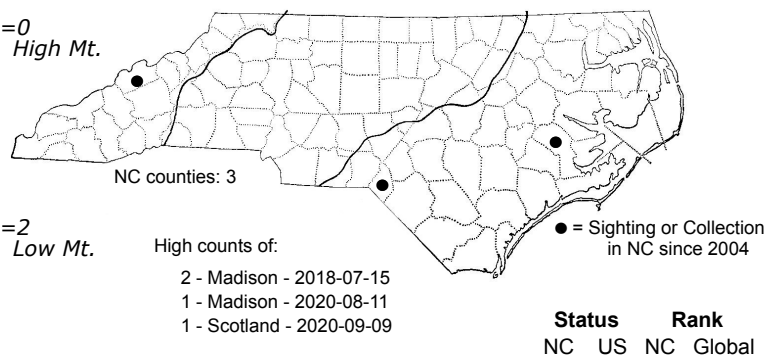 =0
High Mt.
NC counties: 3
=2
Low Mt.
High counts of:
2 - Madison - 2018-07-15
1 - Madison - 2020-08-11
1 - Scotland - 2020-09-09
● = Sighting or Collection
in NC since 2004
Status Rank
NC US NC Global